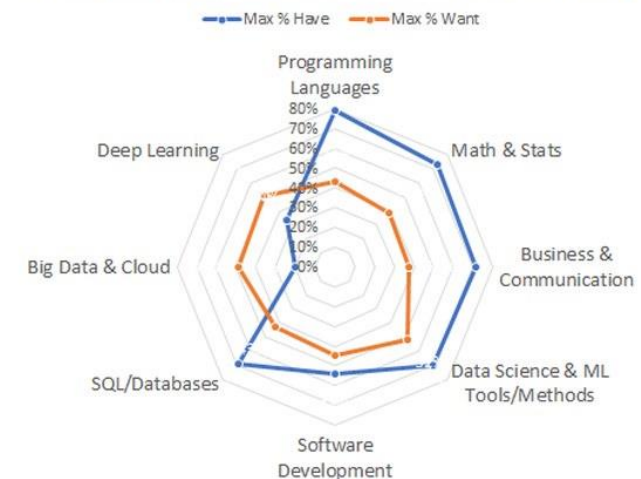 Max % Have Max % Want
Programming
Languages
80%
70%
60%
50%
40%
30%
20%
10%
0%
Deep Learning
Math & Stats
Big Data & Cloud
Business &
Communication
SQL/Databases
Data Science & ML
Tools/Methods
Software
Development